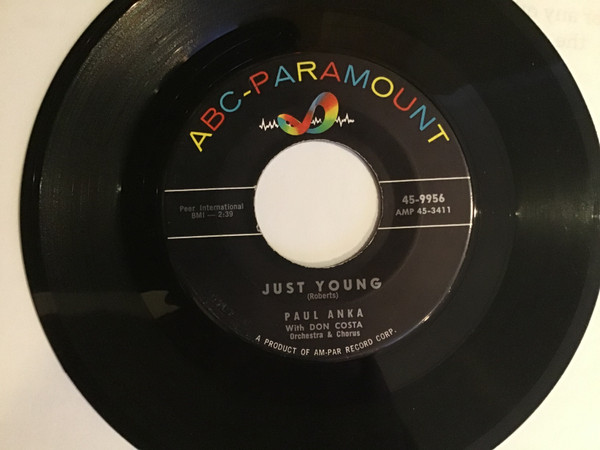 ABC-PARAMOUNT
Peer International
BMI — 2:39
45-9956
AMP 45-3411
JUST YOUNG
(Roberts)
PAUL ANKA
With DON COSTA
Orchestra & Chorus
A PRODUCT OF AM-PAR RECORD CORP.